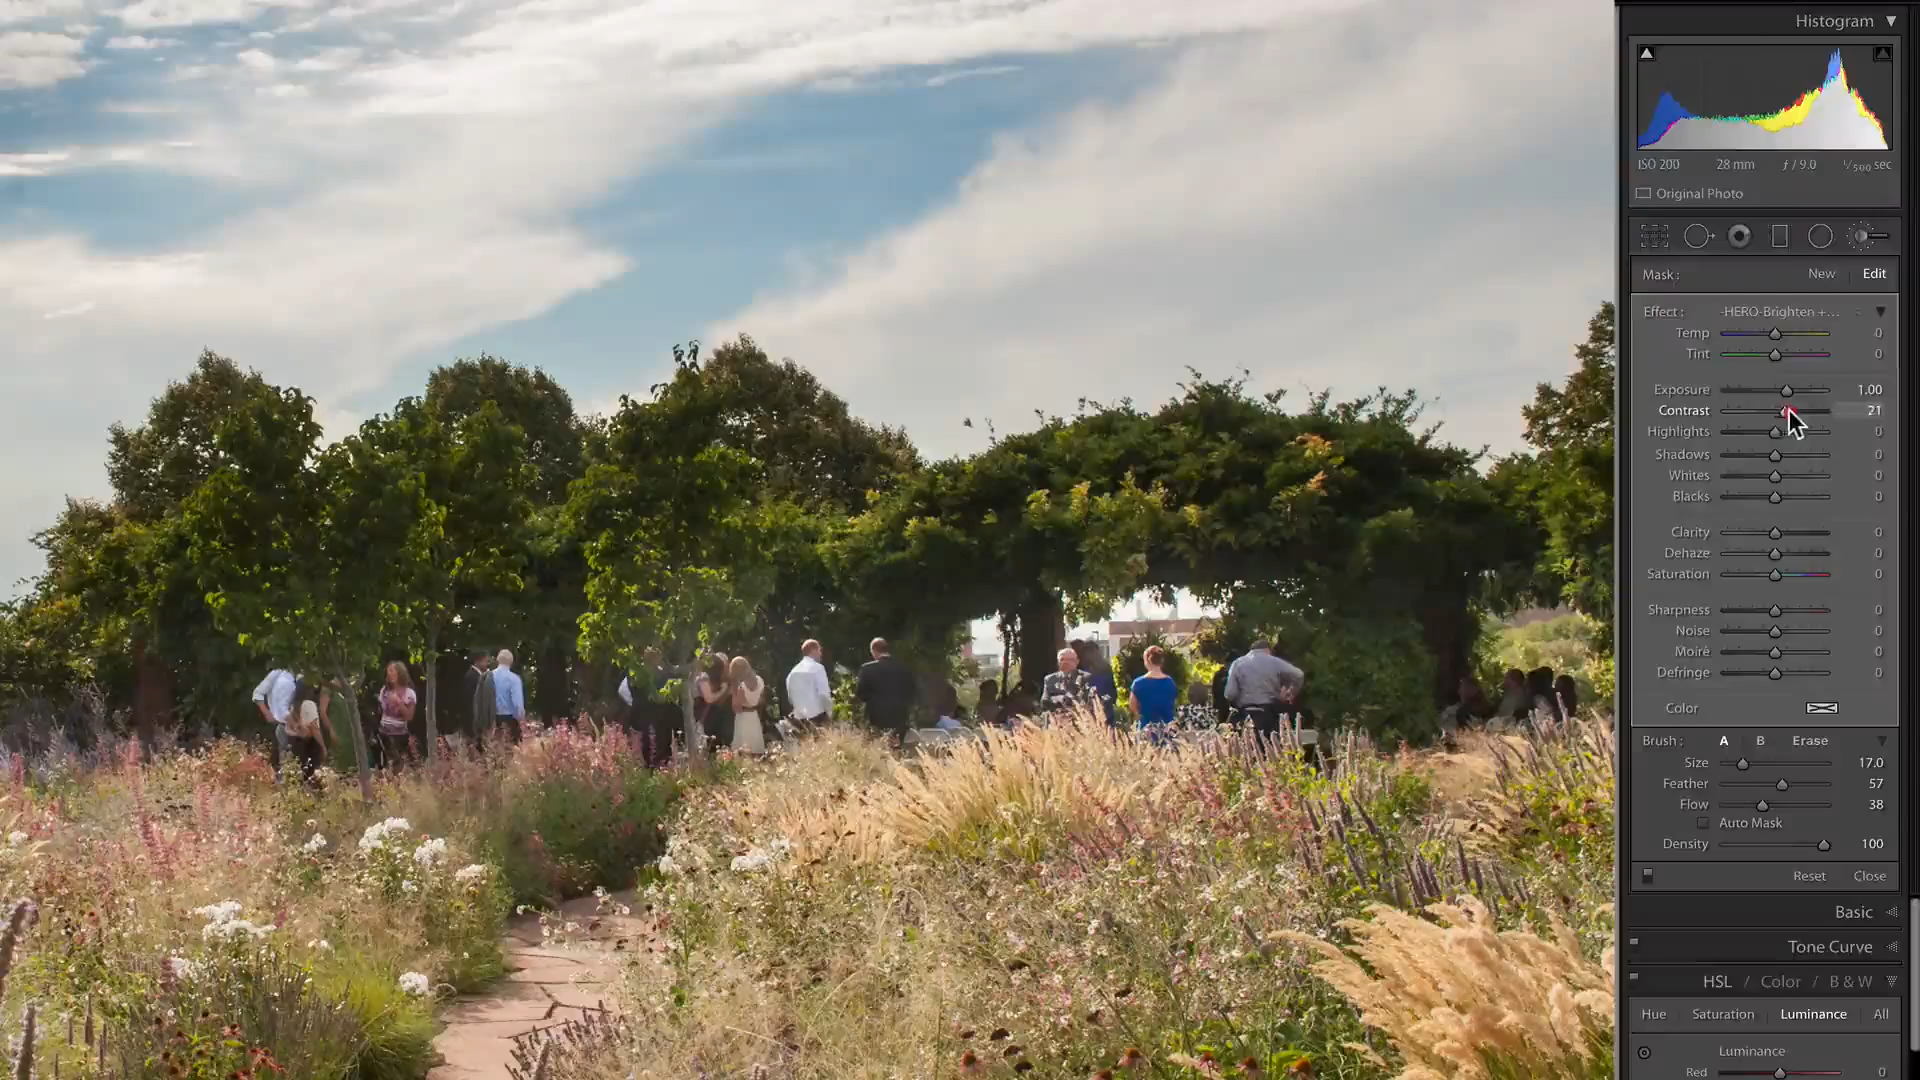 Histogram
ISO 200 28 mm ƒ / 9.0 1/500 sec
Original Photo
Mask : New Edit
Effect : -HERO-Brighten +...
Temp 0
Tint 0
Exposure 1.00
Contrast 21
Highlights 0
Shadows 0
Whites 0
Blacks 0
Clarity 0
Dehaze 0
Saturation 0
Sharpness 0
Noise 0
Moiré 0
Defringe 0
Color
Brush : A B Erase
Size 17.0
Feather 57
Flow 38
Auto Mask
Density 100
Reset Close
Basic
Tone Curve
HSL / Color / B & W
Hue Saturation Luminance All
Luminance
Red 0